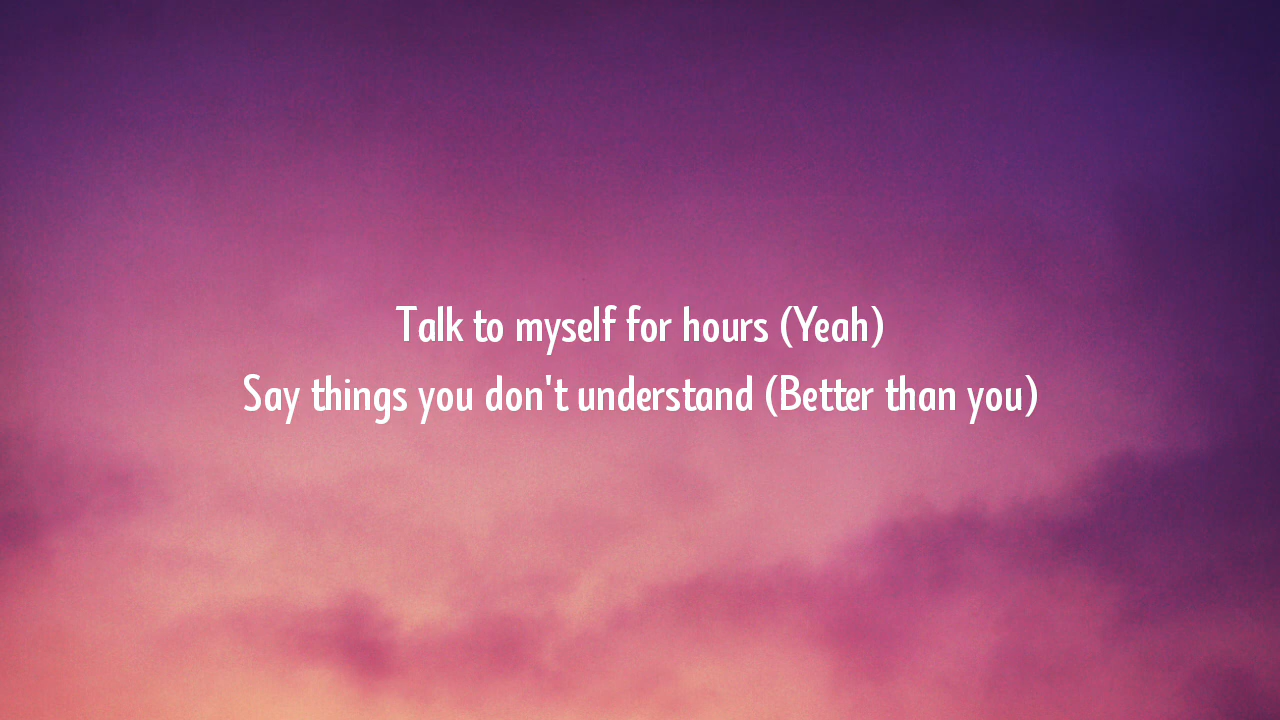 Talk to myself for hours (Yeah)
Say things you don't understand (Better than you)